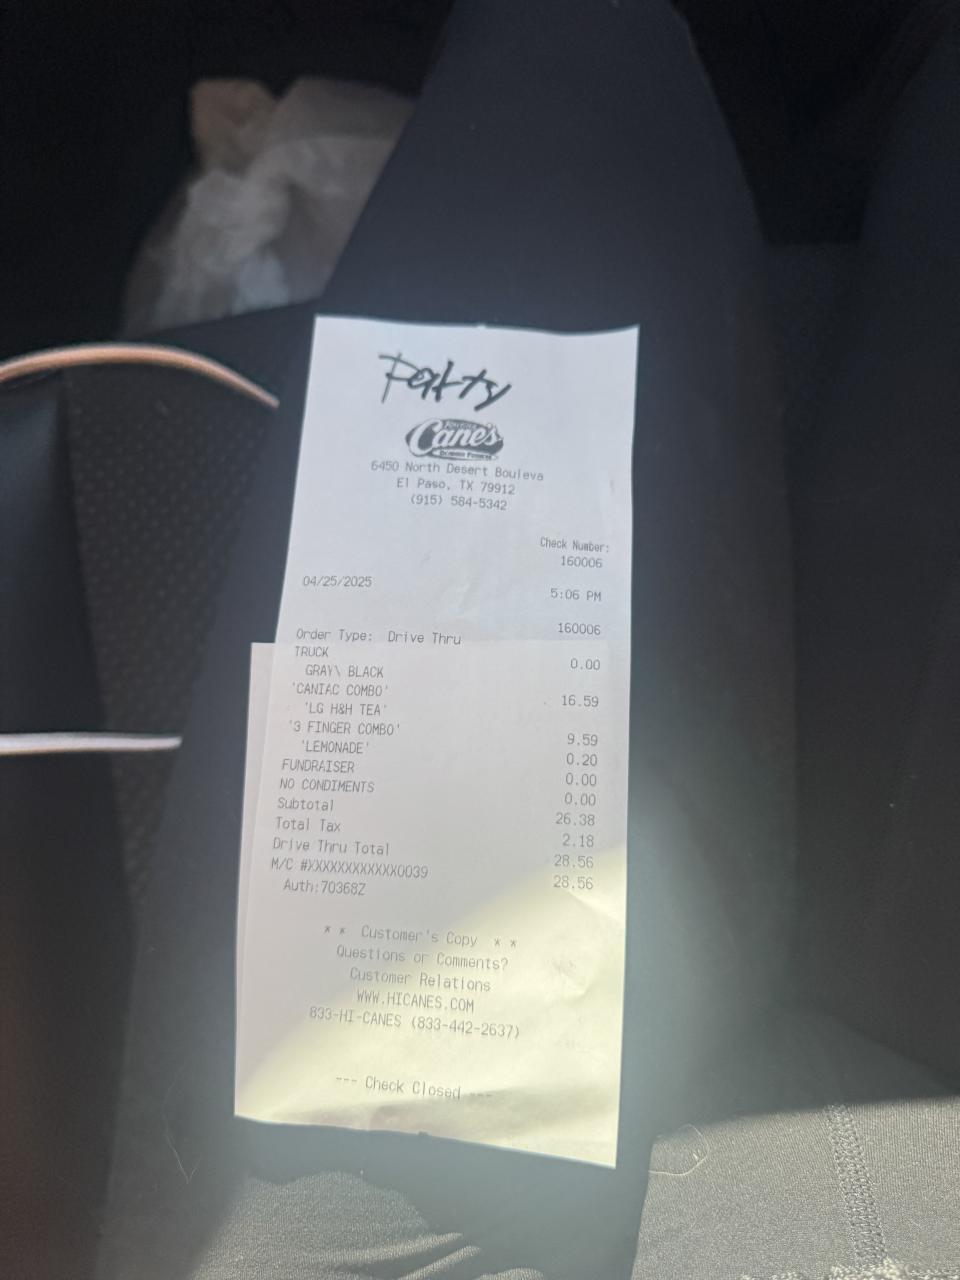 Patty
Raising
Cane's
CHICKEN FINGERS
6450 North Desert Bouleva
El Paso, TX 79912
(915) 584-5342
Check Number:
160006
04/25/2025
5:06 PM
160006
Order Type: Drive Thru
TRUCK 0.00
GRAY\ BLACK
'CANIAC COMBO' 16.59
'LG H&H TEA'
'3 FINGER COMBO' 9.59
'LEMONADE' 0.20
FUNDRAISER 0.00
NO CONDIMENTS 0.00
Subtotal 26.38
Total Tax 2.18
Drive Thru Total 28.56
M/C #XXXXXXXXXXXX0039 28.56
Auth:70368Z
* * Customer's Copy * *
Questions or Comments?
Customer Relations
WWW.HICANES.COM
833-HI-CANES (833-442-2637)
--- Check Closed ---